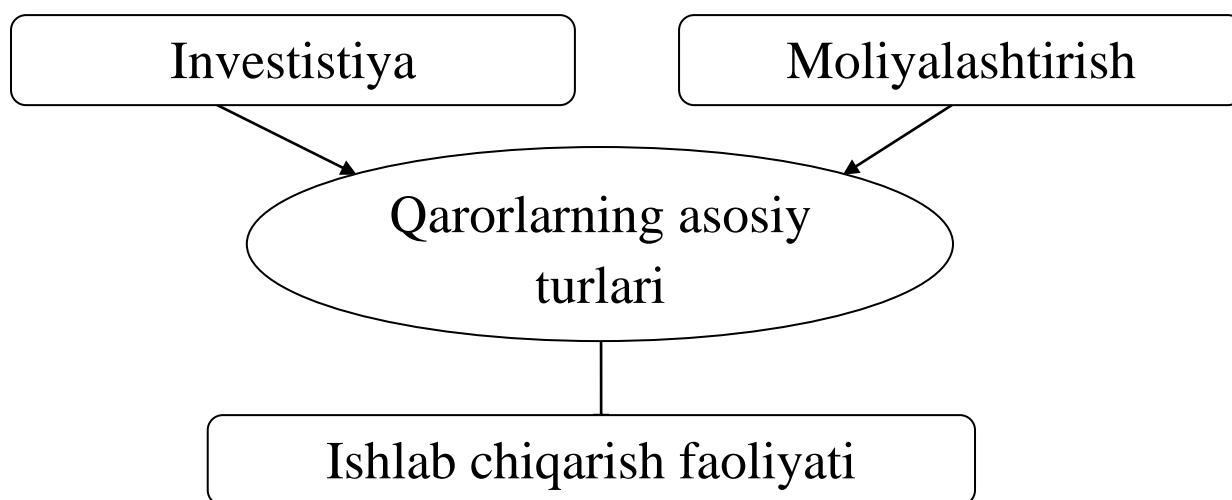 Investistiya
Moliyalashtirish
Qarorlarning asosiy
turlari
Ishlab chiqarish faoliyati